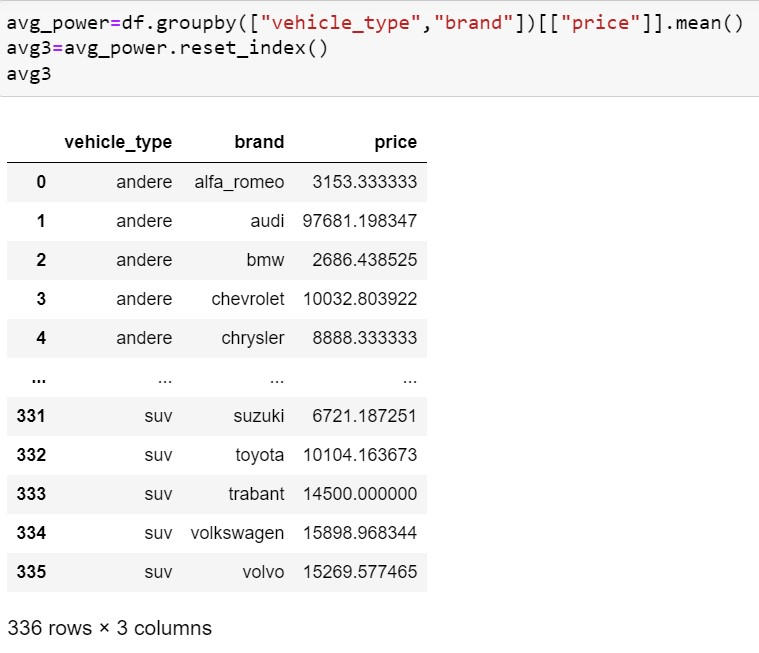 avg_power=df.groupby(["vehicle_type","brand"])[["price"]].mean()
avg3=avg_power.reset_index()
avg3
vehicle_type brand price
0 andere alfa_romeo 3153.333333
1 andere audi 97681.198347
2 andere bmw 2686.438525
3 andere chevrolet 10032.803922
4 andere chrysler 8888.333333
... ... ... ...
331 suv suzuki 6721.187251
332 suv toyota 10104.163673
333 suv trabant 14500.000000
334 suv volkswagen 15898.968344
335 suv volvo 15269.577465
336 rows × 3 columns